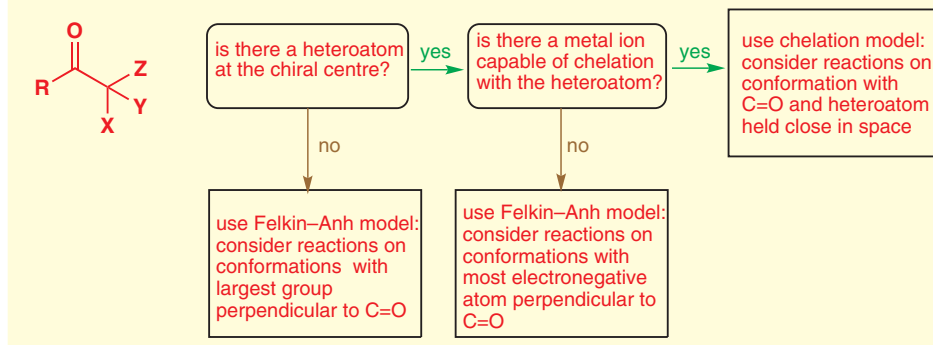 O
R
Z
Y
X
is there a heteroatom
at the chiral centre?
yes
is there a metal ion
capable of chelation
with the heteroatom?
yes
use chelation model:
consider reactions on
conformation with
C=O and heteroatom
held close in space
no
no
use Felkin–Anh model:
consider reactions on
conformations with
largest group
perpendicular to C=O
use Felkin–Anh model:
consider reactions on
conformations with
most electronegative
atom perpendicular to
C=O